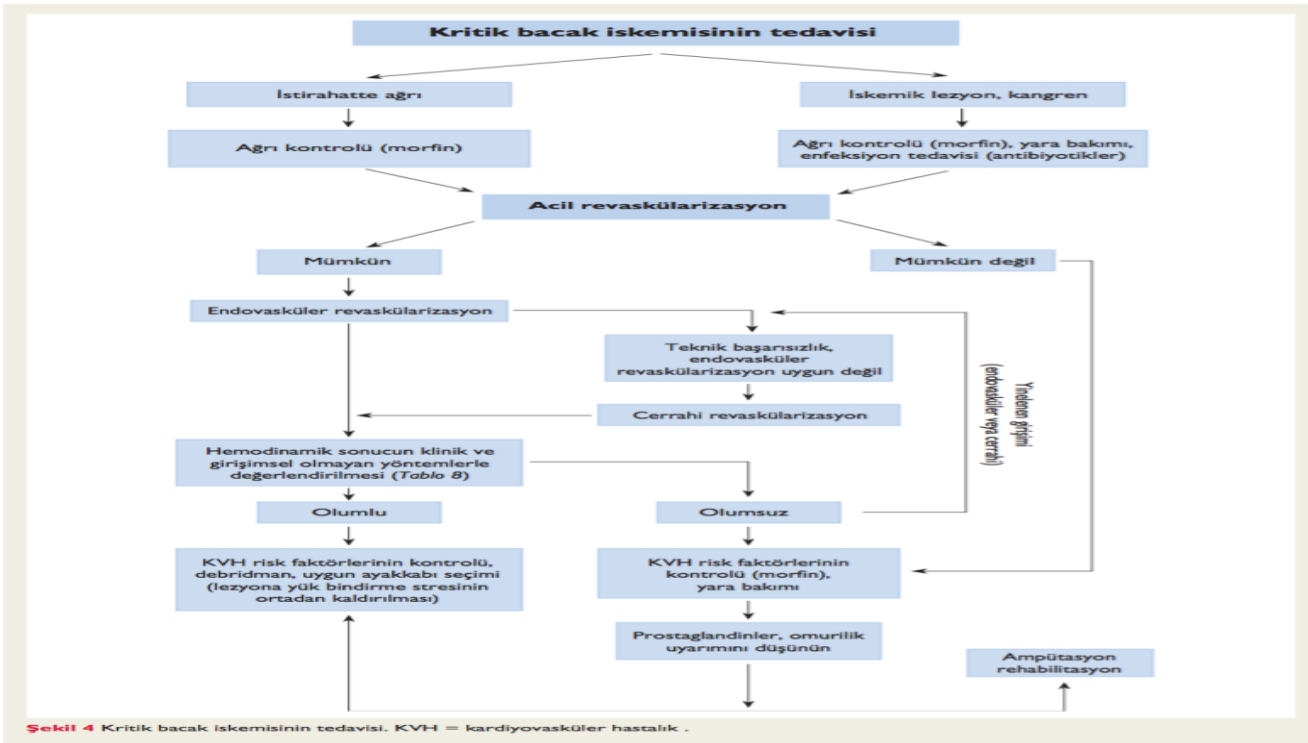 Kritik bacak iskemisinin tedavisi
İstirahatte ağrı
İskemik lezyon, kangren
Ağrı kontrolü (morfin)
Ağrı kontrolü (morfin), yara bakımı,
enfeksiyon tedavisi (antibiyotikler)
Acil revaskülarizasyon
Mümkün
Mümkün değil
Endovasküler revaskülarizasyon
Teknik başarısızlık,
endovasküler
revaskülarizasyon uygun değil
Yinelenen girişimi
(endovasküler veya cerrahi)
Cerrahi revaskülarizasyon
Hemodinamik sonucun klinik ve
girişimsel olmayan yöntemlerle
değerlendirilmesi (Tablo 8)
Olumlu
Olumsuz
KVH risk faktörlerinin kontrolü,
debridman, uygun ayakkabı seçimi
(lezyona yük bindirme stresinin
ortadan kaldırılması)
KVH risk faktörlerinin
kontrolü (morfin),
yara bakımı
Prostaglandinler, omurilik
uyarımını düşünün
Ampütasyon
rehabilitasyon
Şekil 4 Kritik bacak iskemisinin tedavisi. KVH = kardiyovasküler hastalık .